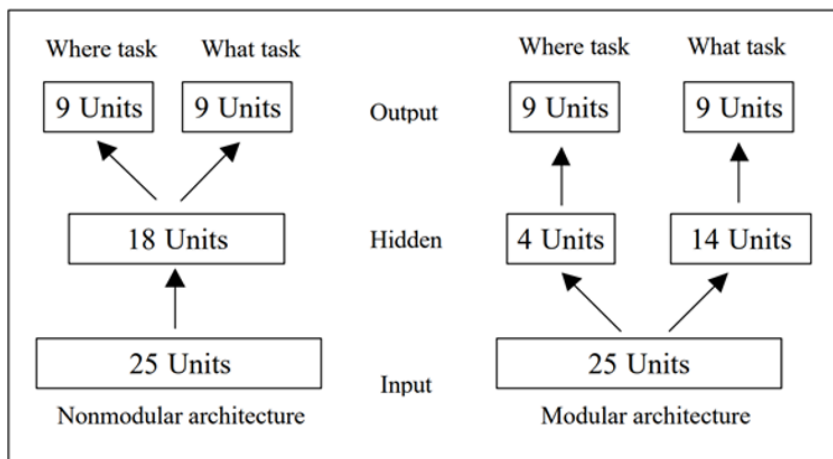 Where task What task Where task What task
9 Units 9 Units Output 9 Units 9 Units
18 Units Hidden 4 Units 14 Units
25 Units 25 Units
Input
Nonmodular architecture Modular architecture